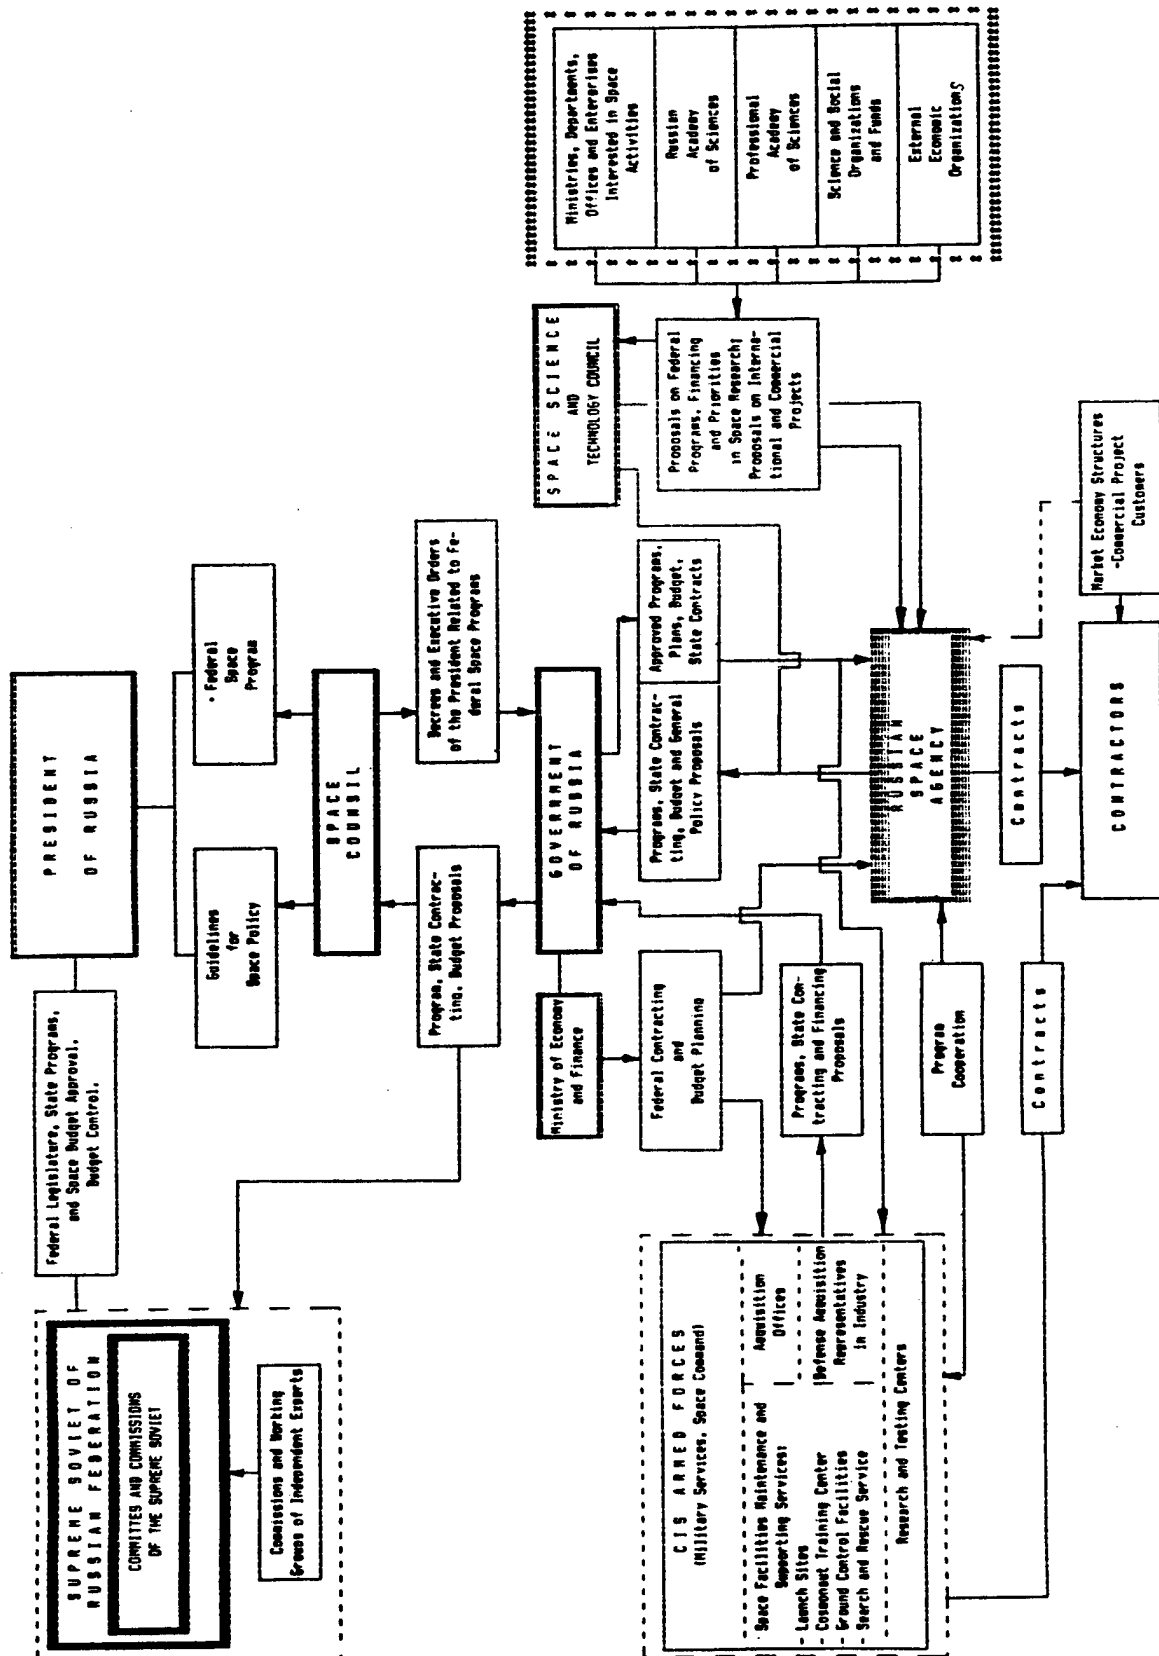 PRESIDENT
OF RUSSIA
Federal Legislature, State Programs,
and Space Budget Approval,
Budget Control.
SUPREME SOVIET OF
RUSSIAN FEDERATION
COMMITTES AND COMMISSIONS
OF THE SUPREME SOVIET
Commissions and Working
Groups of Independent Experts
Guidelines
for
Space Policy
- Federal
Space
Program
SPACE
COUNSIL
Program, State Contrac-
ting, Budget Proposals
Decrees and Executive Orders
of the President Related to Fe-
deral Space Program
Ministry of Economy
and Finance
GOVERNMENT
OF RUSSIA
SPACE SCIENCE
AND
TECHNOLOGY COUNCIL
Ministries, Departments,
Offices and Enterprises
Interested in Space
Activities
Russian
Academy
of Sciences
Professional
Academy
of Sciences
Science and Social
Organizations
and Funds
External
Economic
Organizations
Federal Contracting
and
Budget Planning
Programs, State Contrac-
ting, Budget and General
Policy Proposals
Approved Programs,
Plans, Budget,
State Contracts
Proposals on Federal
Programs, Financing
and Priorities
in Space Research;
Proposals on Interna-
tional and Commercial
Projects
CIS ARMED FORCES
(Military Services, Space Command)
Space Facilities Maintenance and
Supporting Services:
- Launch Sites
- Cosmonaut Training Center
- Ground Control Facilities
- Search and Rescue Service
Acquisition
Offices
Defense Aquisition
Representatives
in Industry
Research and Testing Centers
Programs, State Con-
tracting and Financing
Proposals
RUSSIAN
SPACE
AGENCY
Program
Cooperation
Contracts
Contracts
CONTRACTORS
Market Economy Structures
-Commercial Project
Customers